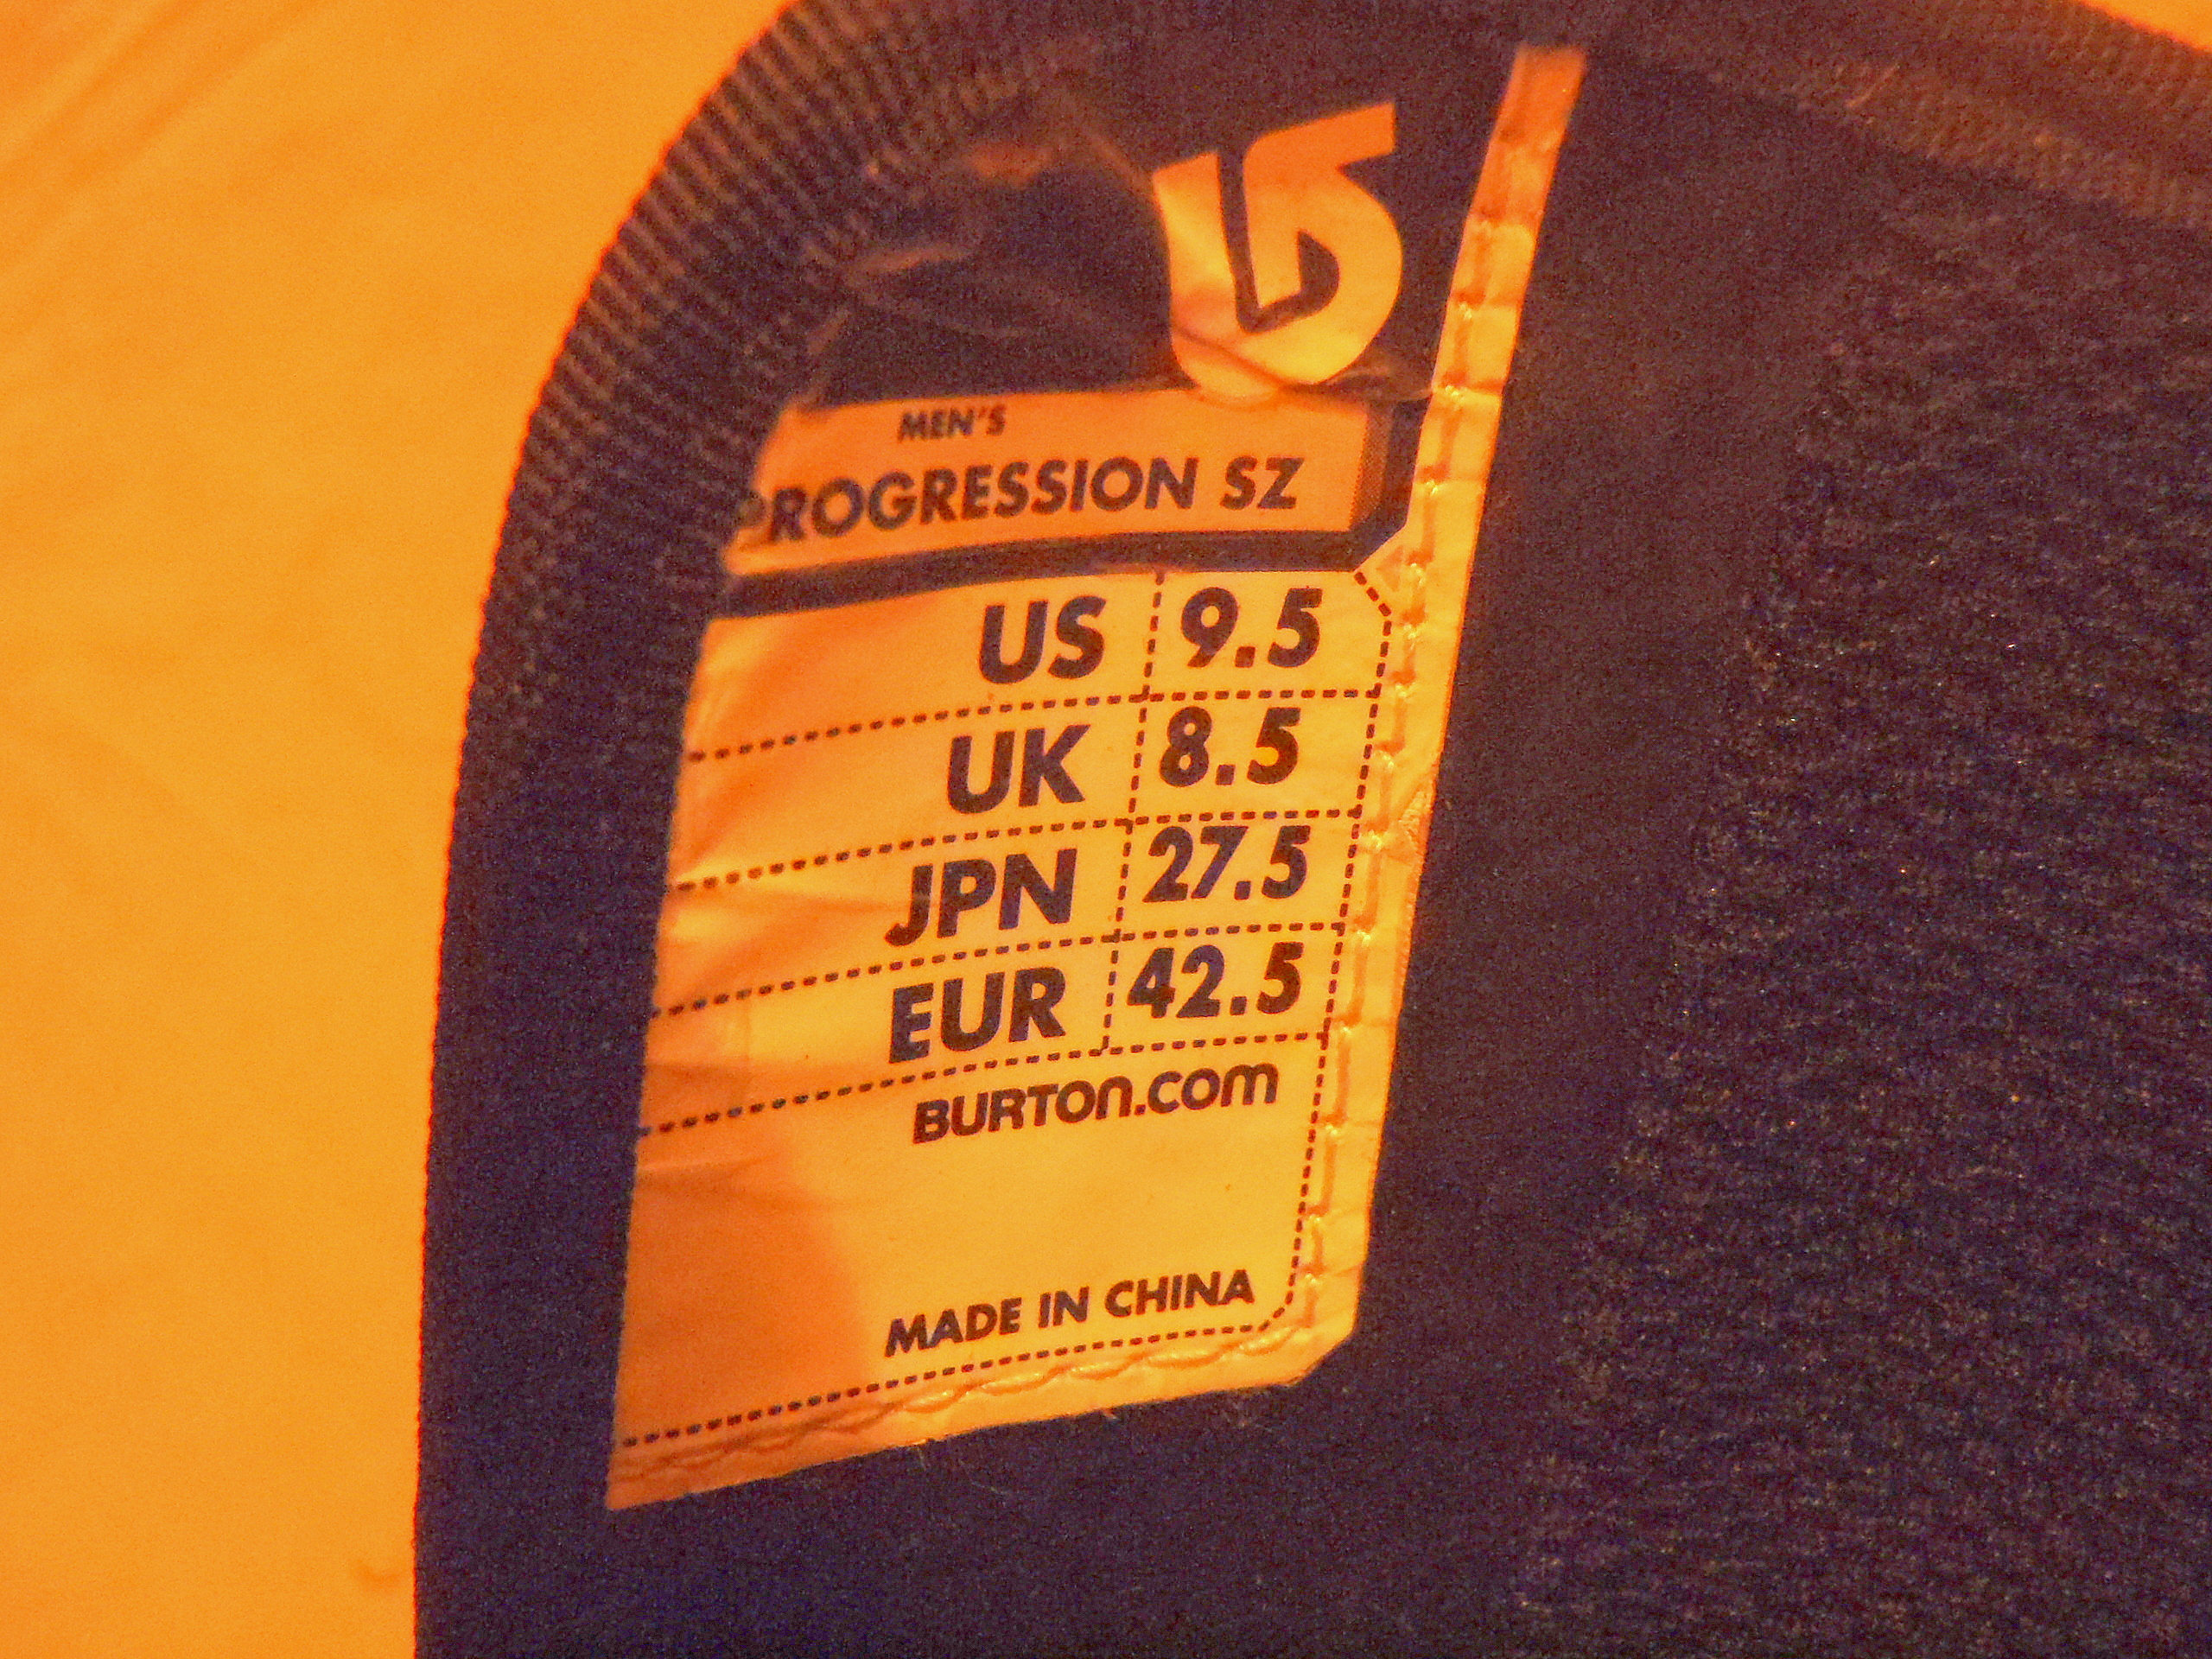 MEN'S
PROGRESSION SZ
US 9.5
UK 8.5
JPN 27.5
EUR 42.5
BURTON.COM
MADE IN CHINA